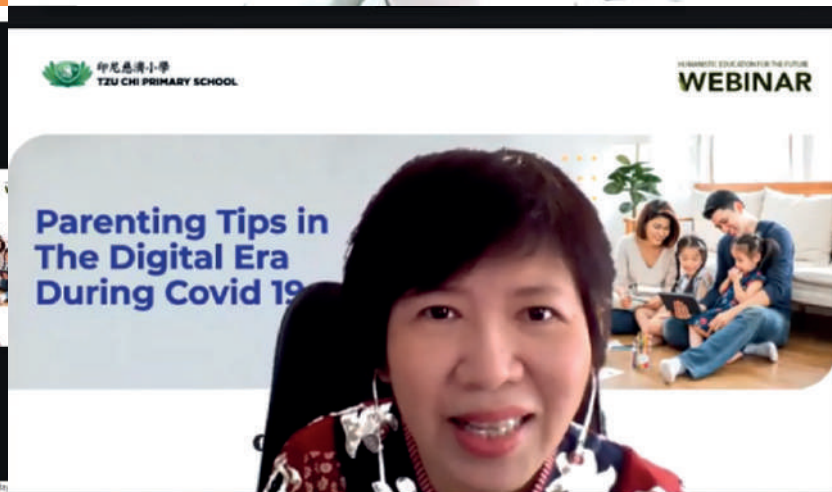 印尼慈濟小學
TZU CHI PRIMARY SCHOOL
HUMANISTIC EDUCATION FOR THE FUTURE
WEBINAR
Parenting Tips in
The Digital Era
During Covid 19